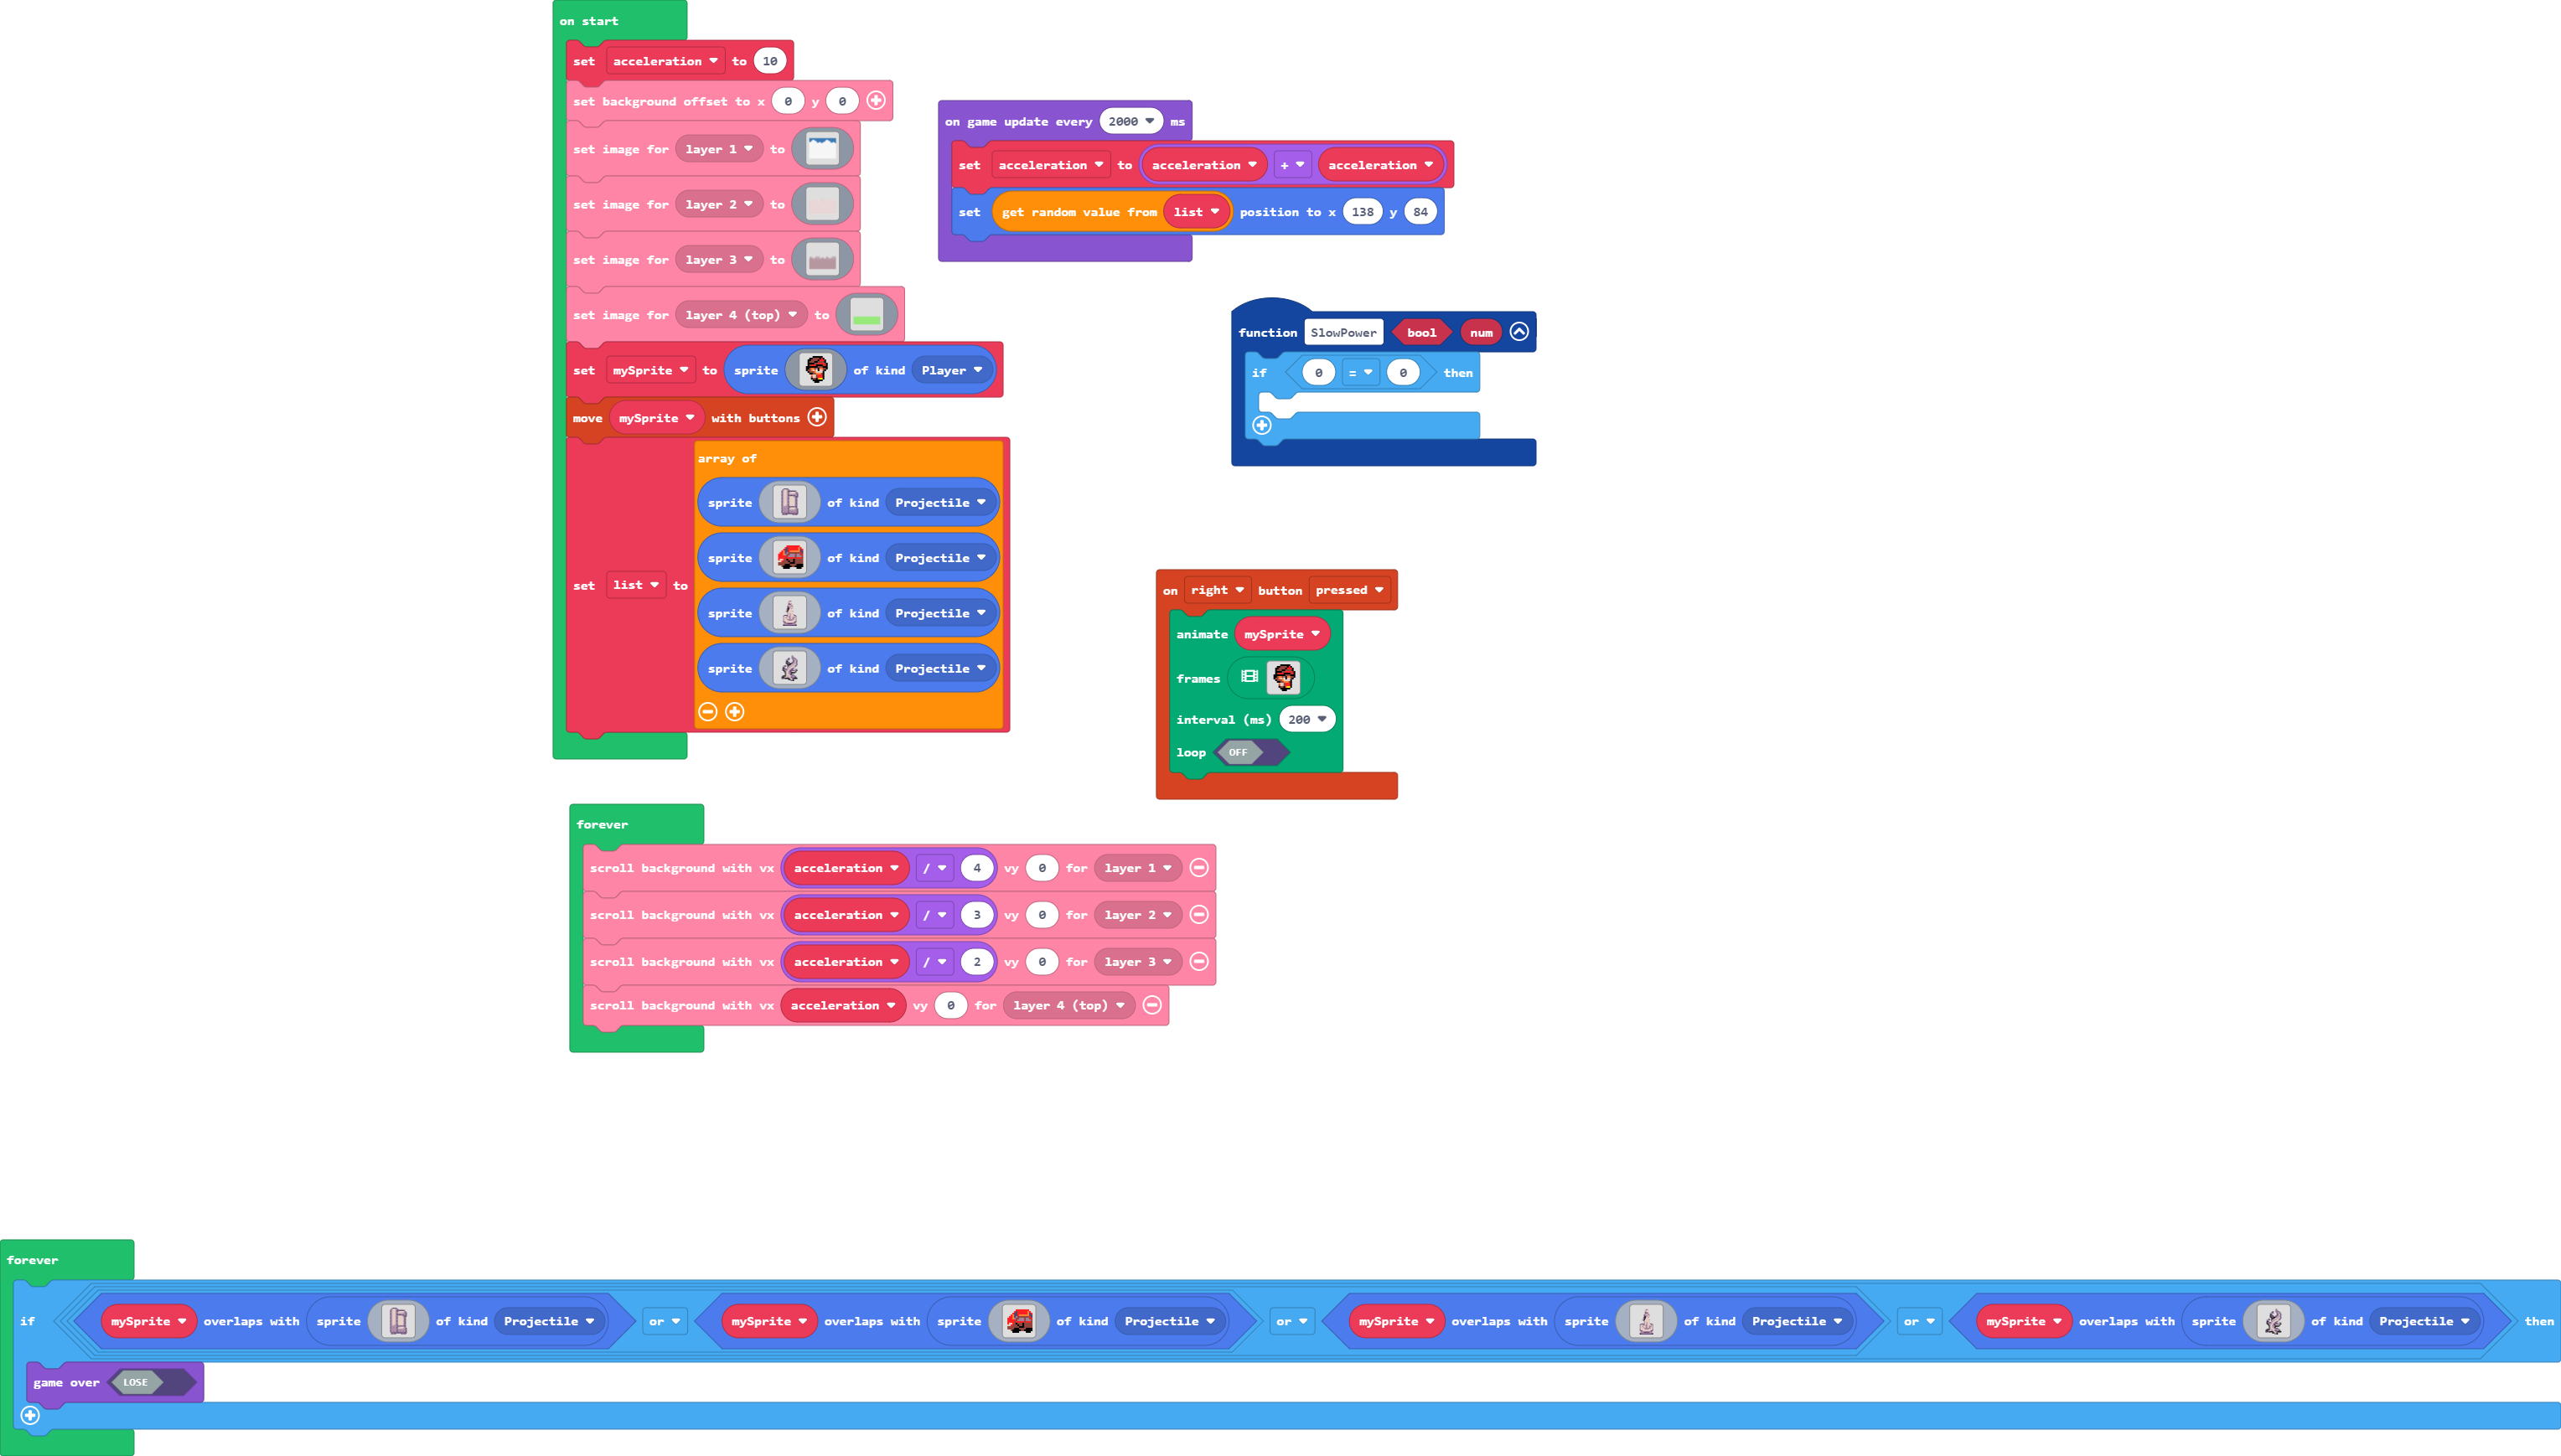 on start
set acceleration to 10
set background offset to x 0 y 0
set image for layer 1 to
set image for layer 2 to
set image for layer 3 to
set image for layer 4 (top) to
set mySprite to sprite of kind Player
move mySprite with buttons
set list to
array of
sprite of kind Projectile
sprite of kind Projectile
sprite of kind Projectile
sprite of kind Projectile
on game update every 2000 ms
set acceleration to acceleration + acceleration
set get random value from list position to x 138 y 84
function SlowPower bool num
if 0 = 0 then
on right button pressed
animate mySprite
frames
interval (ms) 200
loop OFF
forever
scroll background with vx acceleration / 4 vy 0 for layer 1
scroll background with vx acceleration / 3 vy 0 for layer 2
scroll background with vx acceleration / 2 vy 0 for layer 3
scroll background with vx acceleration vy 0 for layer 4 (top)
forever
if mySprite overlaps with sprite of kind Projectile or mySprite overlaps with sprite of kind Projectile or mySprite overlaps with sprite of kind Projectile or mySprite overlaps with sprite of kind Projectile then
game over LOSE